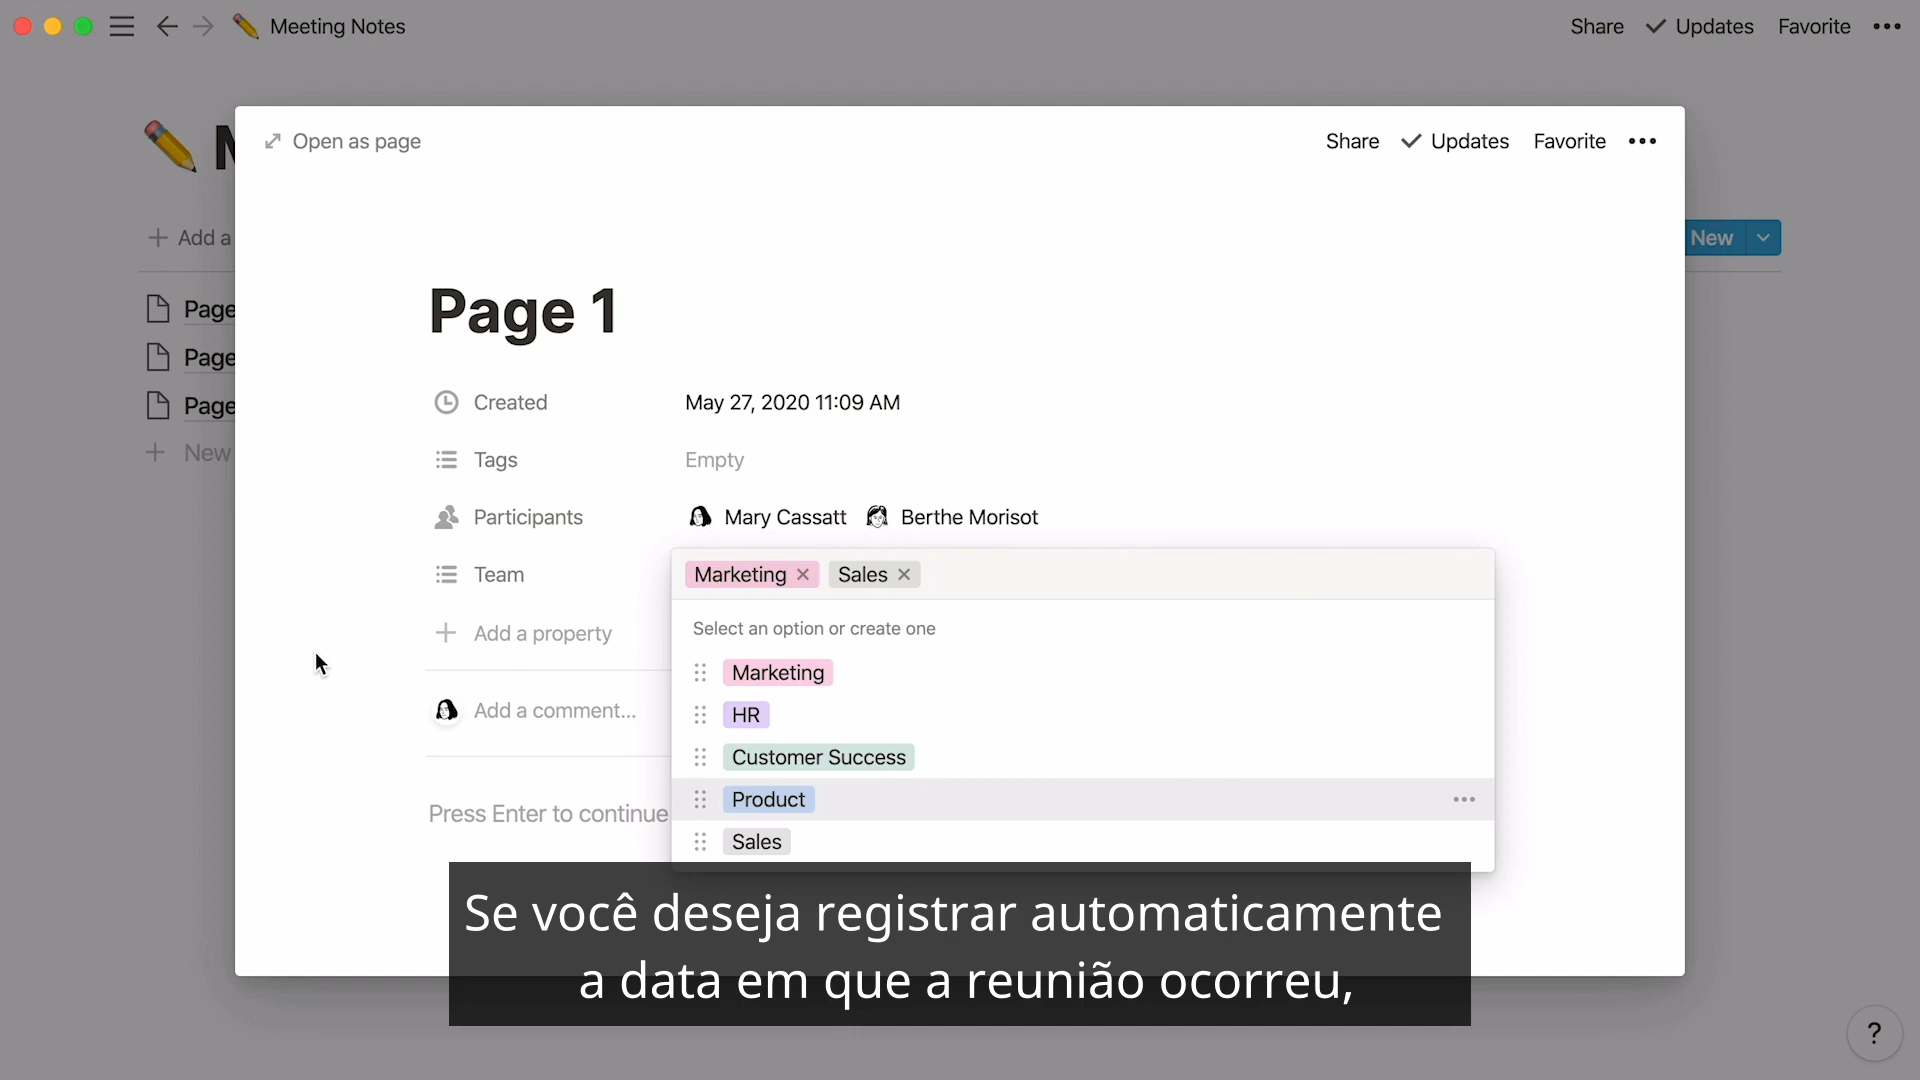 Meeting Notes
Share
Updates
Favorite
Open as page
Share
Updates
Favorite
M
Add a
New
Page
Page
Page
New
Page 1
Created
May 27, 2020 11:09 AM
Tags
Empty
Participants
Mary Cassatt
Berthe Morisot
Team
Marketing
Sales
Add a property
Select an option or create one
Marketing
HR
Customer Success
Product
Sales
Add a comment...
Press Enter to continue
Se você deseja registrar automaticamente
a data em que a reunião ocorreu,
?